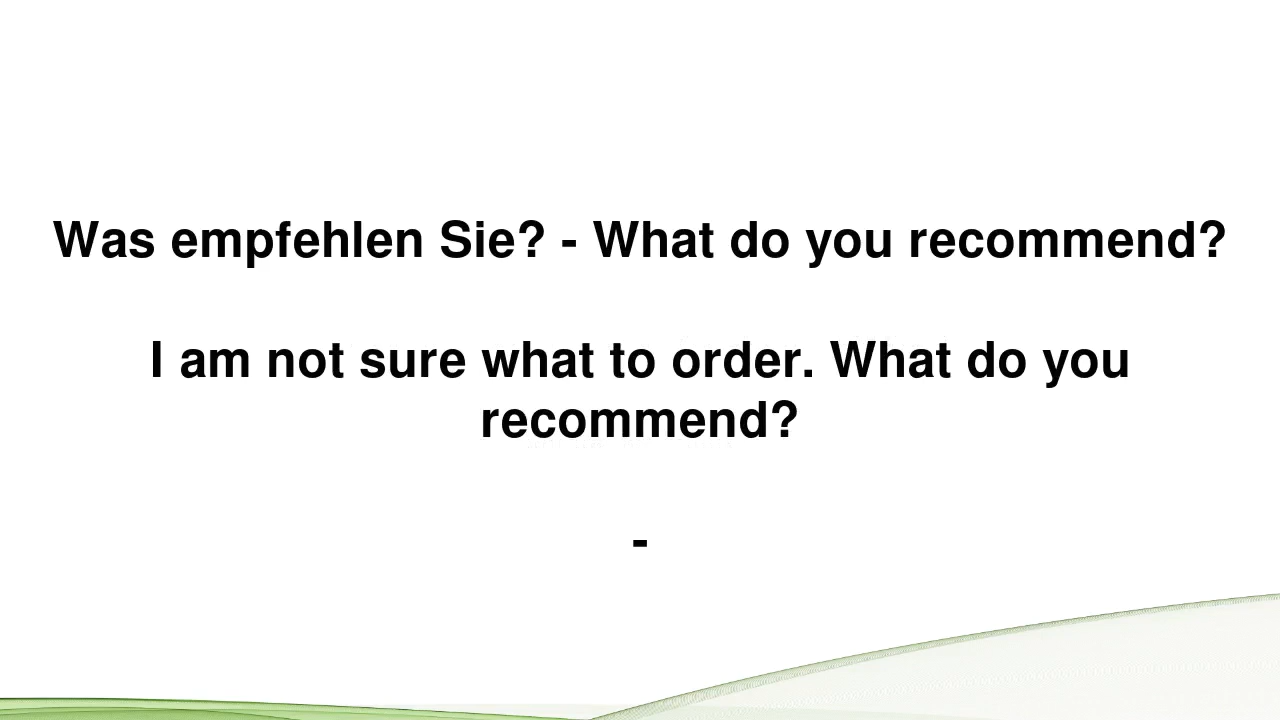 Was empfehlen Sie? - What do you recommend?
I am not sure what to order. What do you
recommend?
-